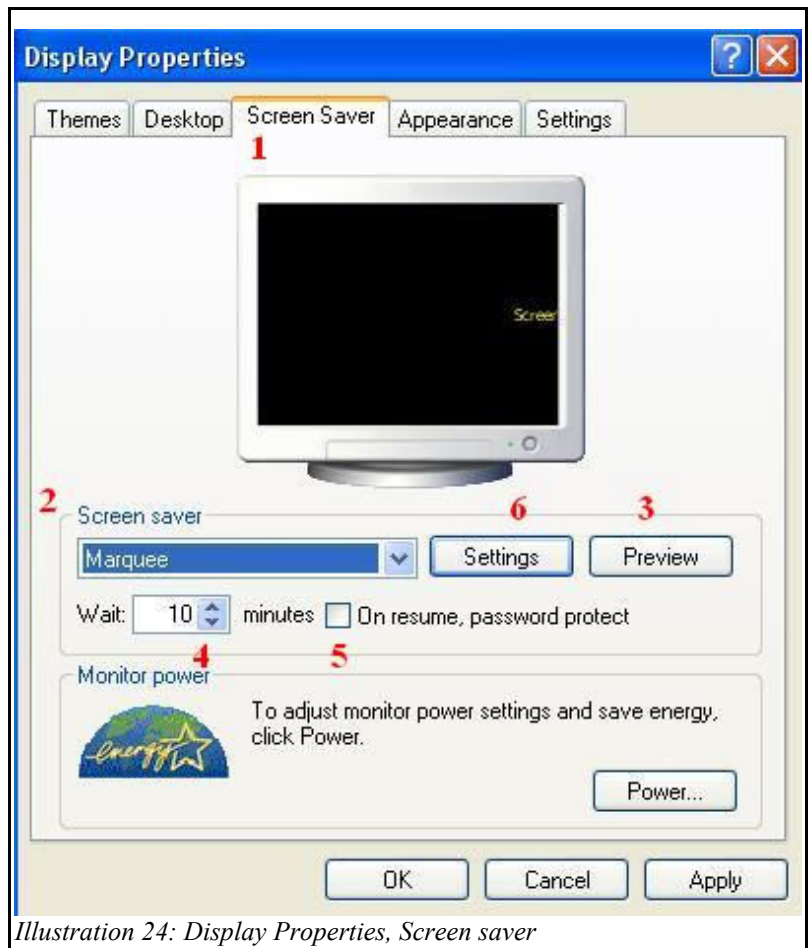 Display Properties
Themes Desktop Screen Saver Appearance Settings
1
Screen
2
Screen saver
6 3
Marquee Settings Preview
Wait: 10 minutes On resume, password protect
4 5
Monitor power
energy
To adjust monitor power settings and save energy,
click Power.
Power...
OK Cancel Apply
Illustration 24: Display Properties, Screen saver